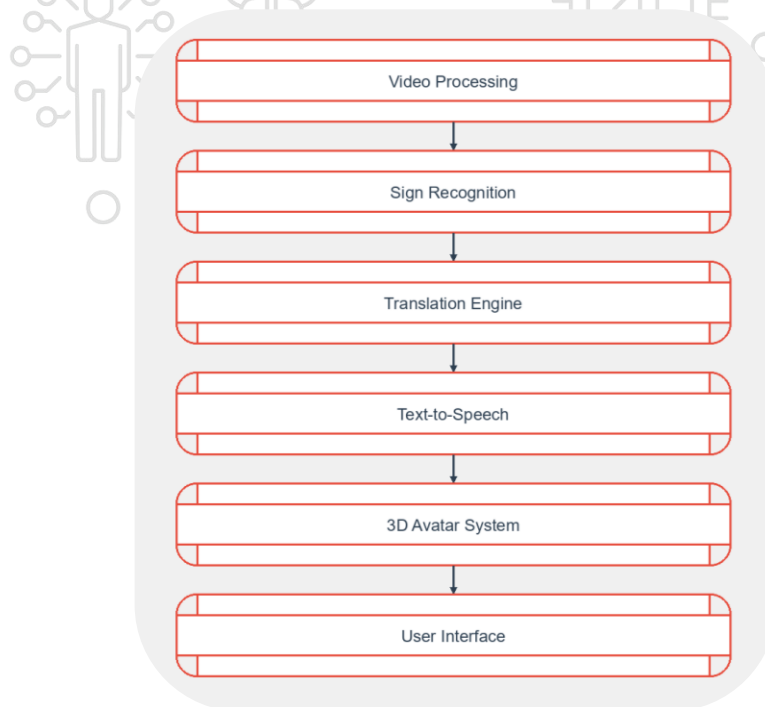 Video Processing
Sign Recognition
Translation Engine
Text-to-Speech
3D Avatar System
User Interface